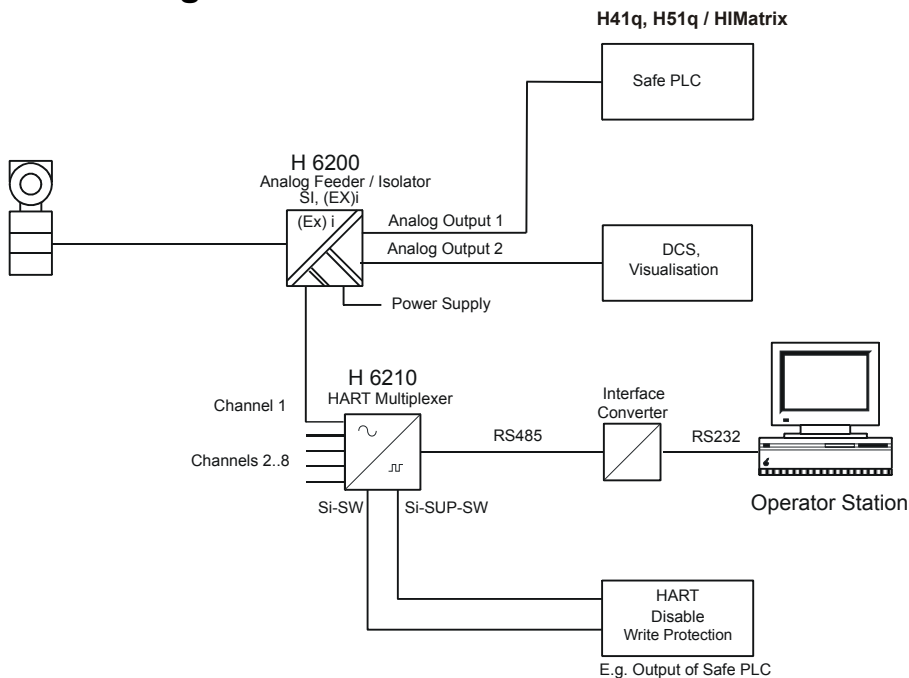 H41q, H51q / HIMatrix
Safe PLC
H 6200
Analog Feeder / Isolator
SI, (EX)i
(Ex) i
Analog Output 1
Analog Output 2
DCS,
Visualisation
Power Supply
H 6210
HART Multiplexer
Channel 1
Channels 2..8
Interface
Converter
RS485
RS232
Operator Station
Si-SW
Si-SUP-SW
HART
Disable
Write Protection
E.g. Output of Safe PLC